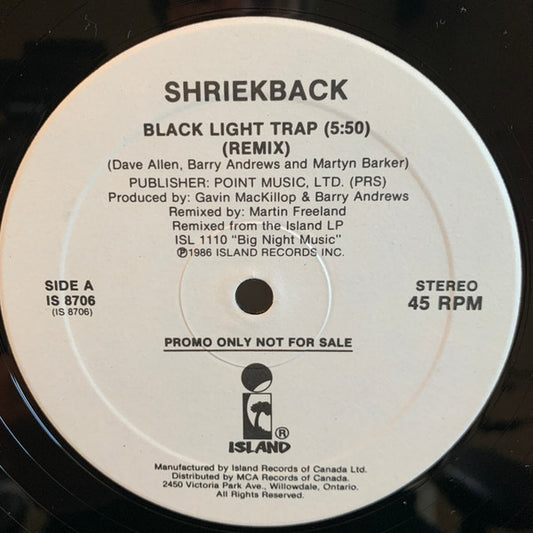 SHRIEKBACK
BLACK LIGHT TRAP (5:50)
(REMIX)
(Dave Allen, Barry Andrews and Martyn Barker)
PUBLISHER: POINT MUSIC, LTD. (PRS)
Produced by: Gavin MacKillop & Barry Andrews
Remixed by: Martin Freeland
Remixed from the Island LP
ISL 1110 "Big Night Music"
℗1986 ISLAND RECORDS INC.
SIDE A
IS 8706
(IS 8706)
STEREO
45 RPM
PROMO ONLY NOT FOR SALE
ISLAND®
Manufactured by Island Records of Canada Ltd.
Distributed by MCA Records of Canada.
2450 Victoria Park Ave., Willowdale, Ontario.
All Rights Reserved.